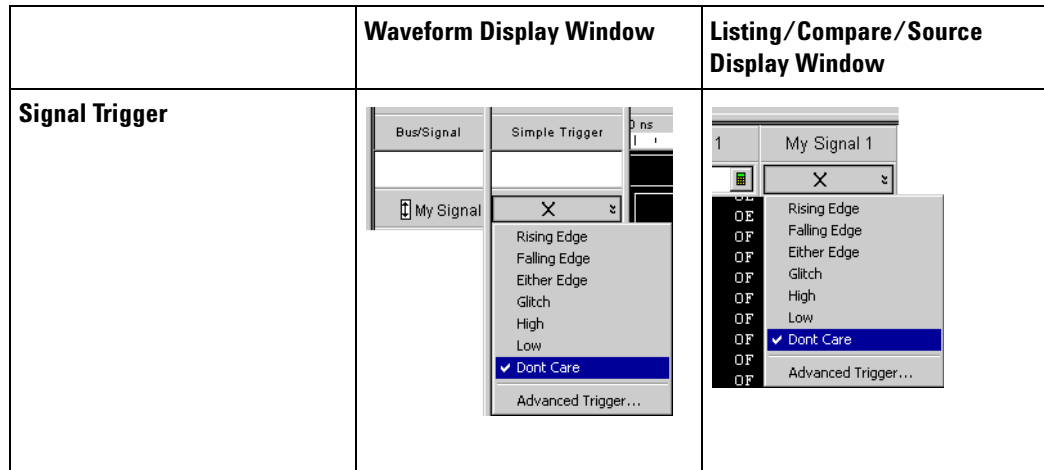 Waveform Display Window
Listing/Compare/Source
Display Window
Signal Trigger
Bus/Signal
Simple Trigger
0 ns
My Signal
X
Rising Edge
Falling Edge
Either Edge
Glitch
High
Low
Dont Care
Advanced Trigger...
1
My Signal 1
X
0E
0F
0F
0F
0F
0F
0F
0F
0F
Rising Edge
Falling Edge
Either Edge
Glitch
High
Low
Dont Care
Advanced Trigger...